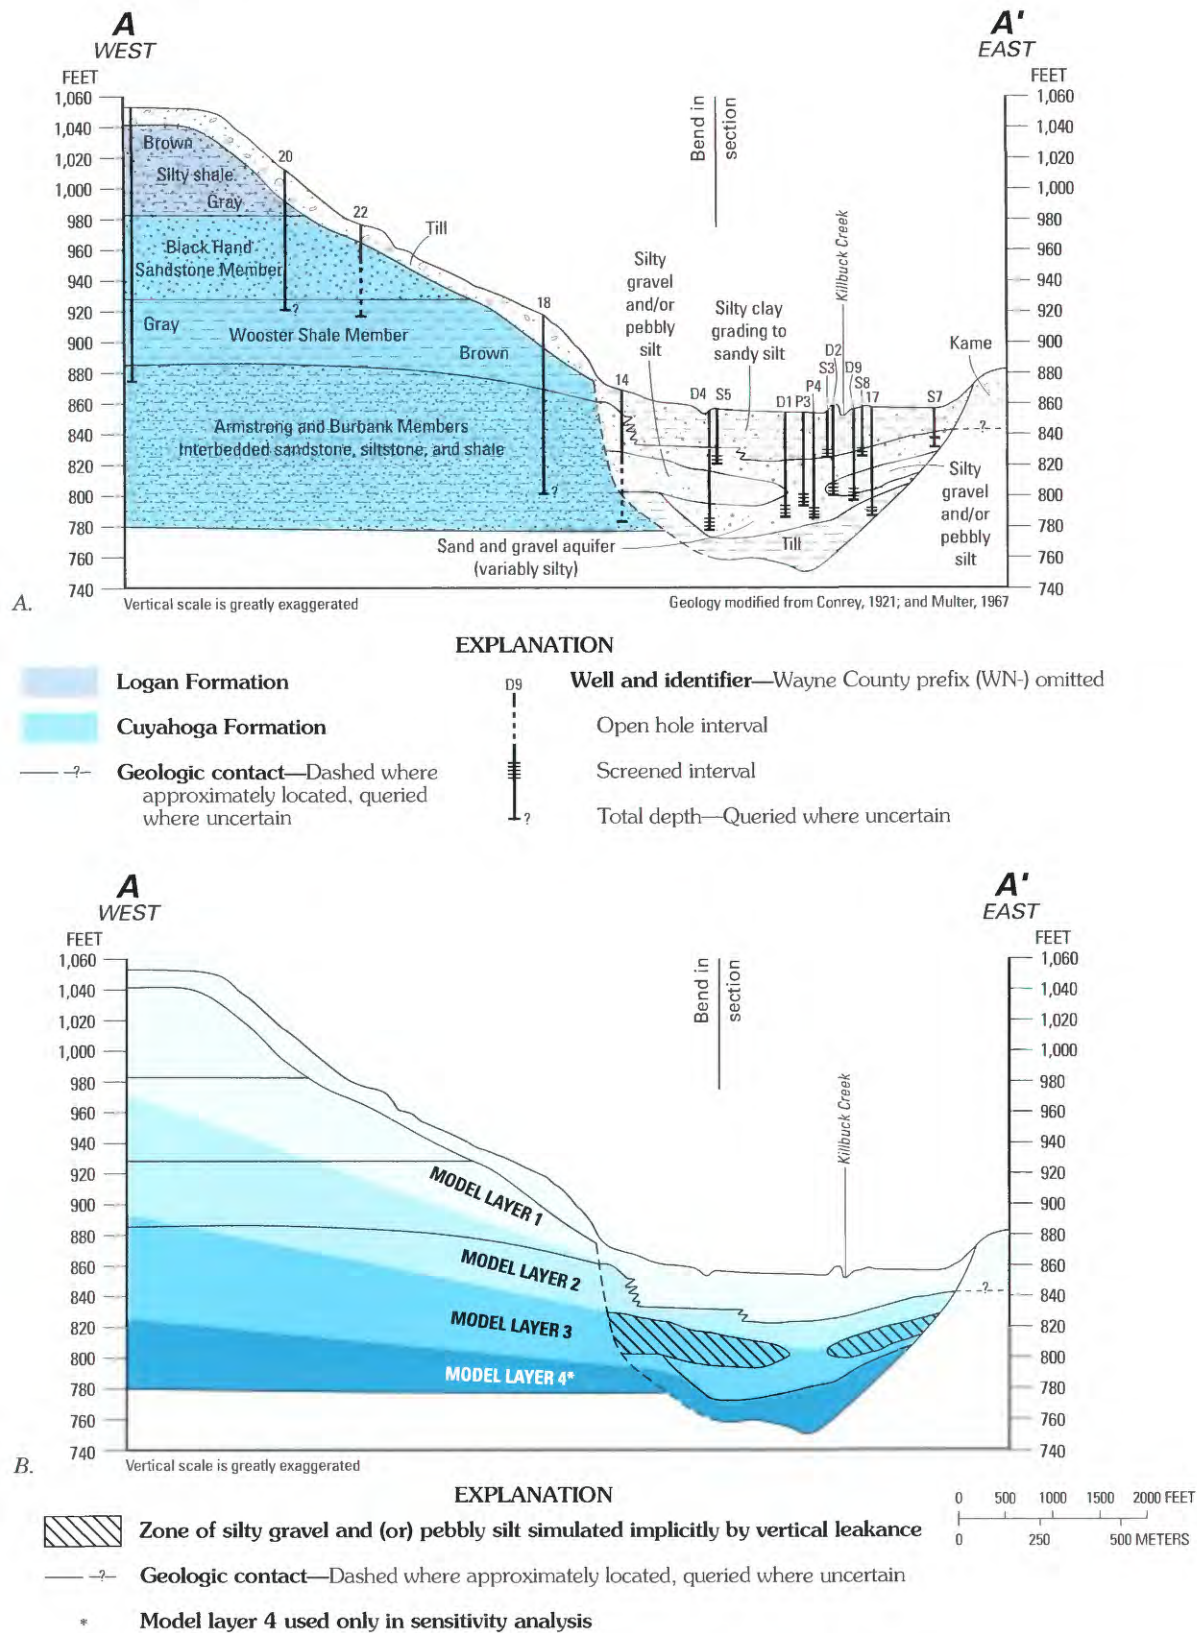 A
WEST
A'
EAST
FEET
FEET
1,060
1,040
1,020
1,000
980
960
940
920
900
880
860
840
820
800
780
760
740
1,060
1,040
1,020
1,000
980
960
940
920
900
880
860
840
820
800
780
760
740
Bend in
section
Brown
Silty shale
Gray
20
22
Till
Black Hand
Sandstone Member
?
Gray
Wooster Shale Member
Brown
18
Silty
gravel
and/or
pebbly
silt
Silty clay
grading to
sandy silt
Killbuck Creek
Kame
14
D4
S5
D1
P3
P4
S3
D2
D9
S8
17
S7
?
Armstrong and Burbank Members
Interbedded sandstone, siltstone, and shale
?
Silty
gravel
and/or
pebbly
silt
Sand and gravel aquifer
(variably silty)
Till
A.
Vertical scale is greatly exaggerated
Geology modified from Conrey, 1921; and Multer, 1967
EXPLANATION
Logan Formation
Cuyahoga Formation
—?– Geologic contact—Dashed where
approximately located, queried
where uncertain
D9
Well and identifier—Wayne County prefix (WN-) omitted
Open hole interval
Screened interval
? Total depth—Queried where uncertain
A
WEST
A'
EAST
FEET
FEET
1,060
1,040
1,020
1,000
980
960
940
920
900
880
860
840
820
800
780
760
740
1,060
1,040
1,020
1,000
980
960
940
920
900
880
860
840
820
800
780
760
740
Bend in
section
Killbuck Creek
MODEL LAYER 1
MODEL LAYER 2
MODEL LAYER 3
MODEL LAYER 4*
?
B.
Vertical scale is greatly exaggerated
EXPLANATION
Zone of silty gravel and (or) pebbly silt simulated implicitly by vertical leakance
—?– Geologic contact—Dashed where approximately located, queried where uncertain
* Model layer 4 used only in sensitivity analysis
0 500 1000 1500 2000 FEET
0 250 500 METERS